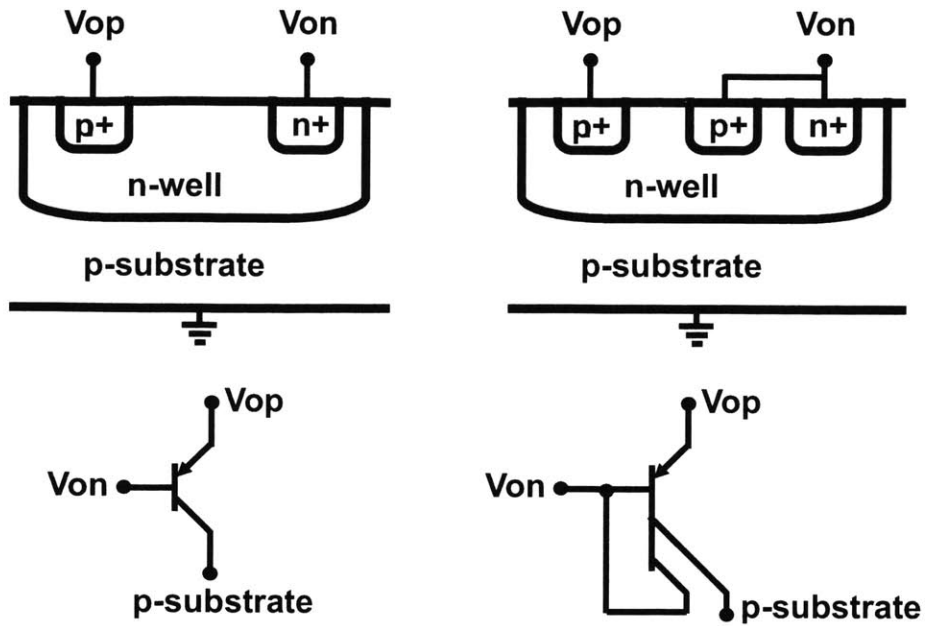 Vop Von Vop Von
p+ n+ p+ p+ n+
n-well n-well
p-substrate p-substrate
Vop Vop
Von Von
p-substrate p-substrate